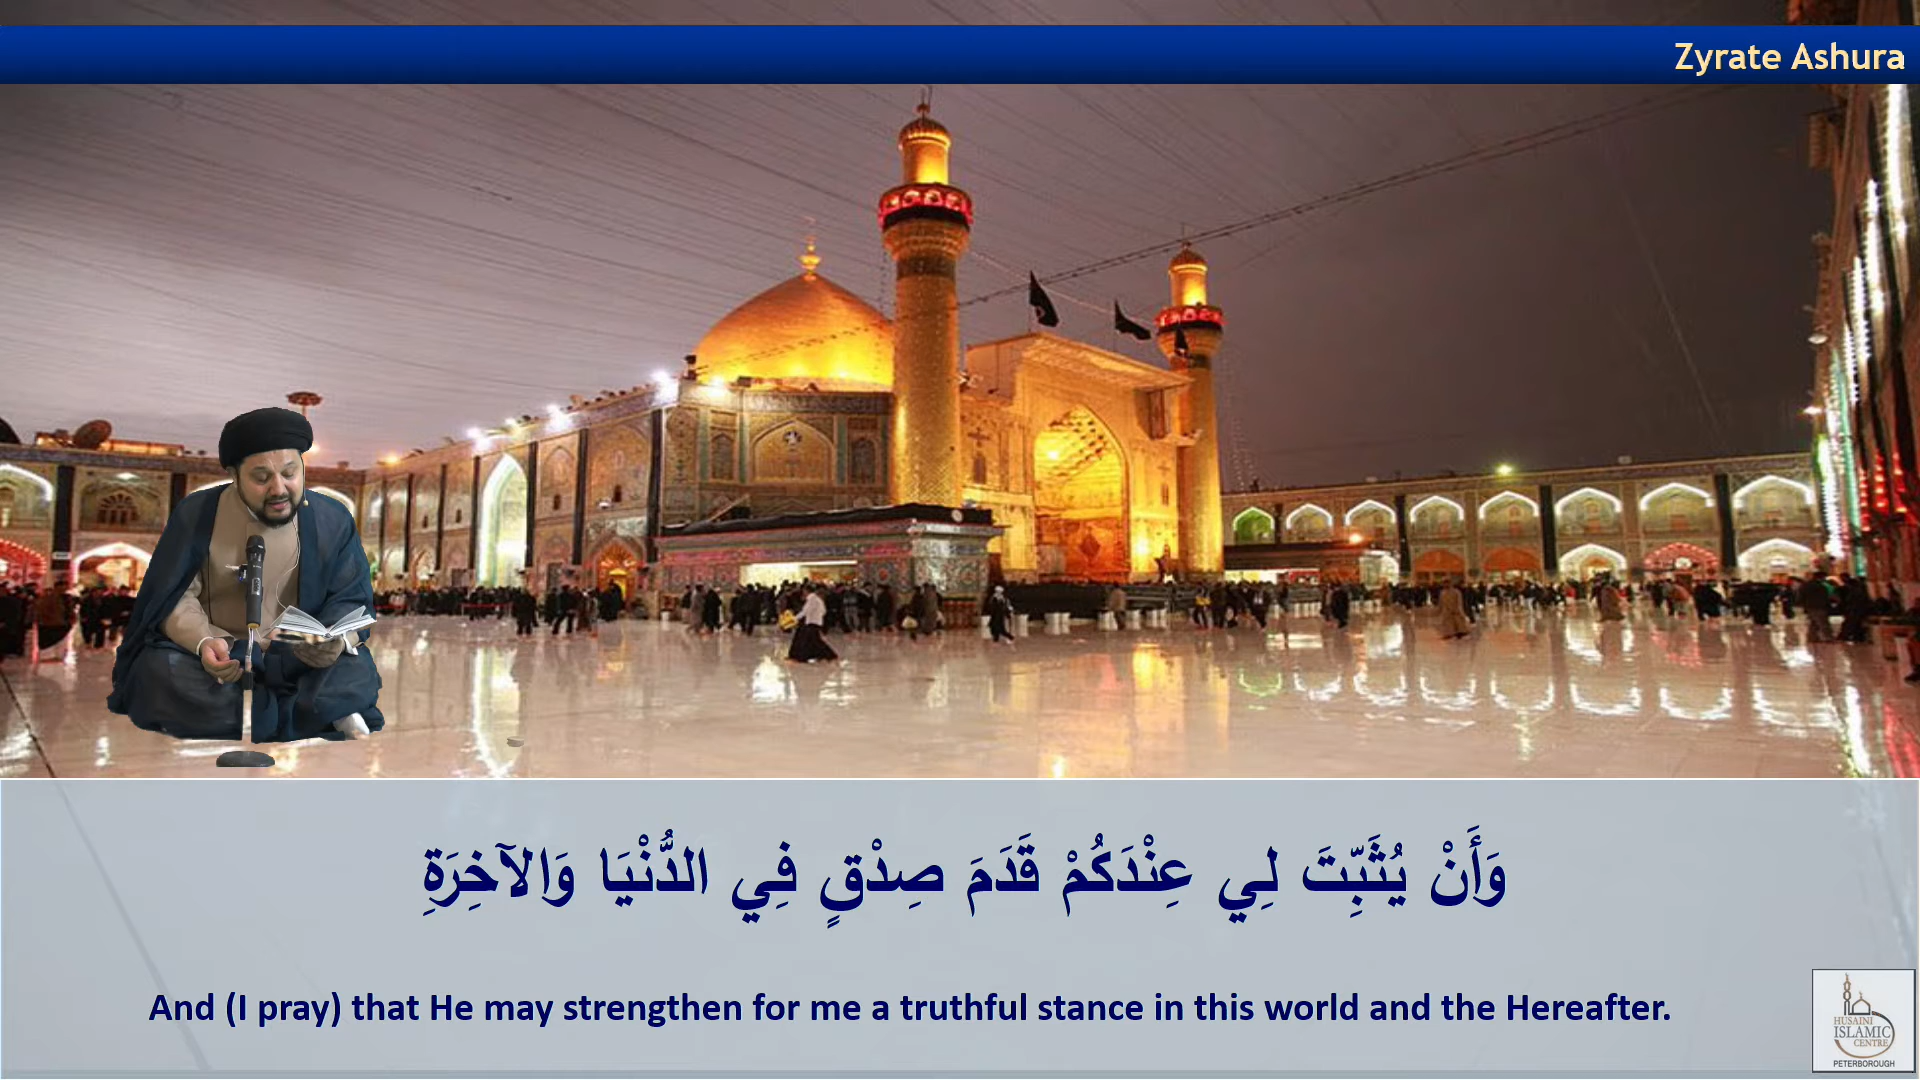 Zyrate Ashura
وَأَنْ يُثَبِّتَ لِي عِنْدَكُمْ قَدَمَ صِدْقٍ فِي الدُّنْيَا وَالآخِرَةِ
And (I pray) that He may strengthen for me a truthful stance in this world and the Hereafter.
HUSAINI
ISLAMIC
CENTRE
PETERBOROUGH